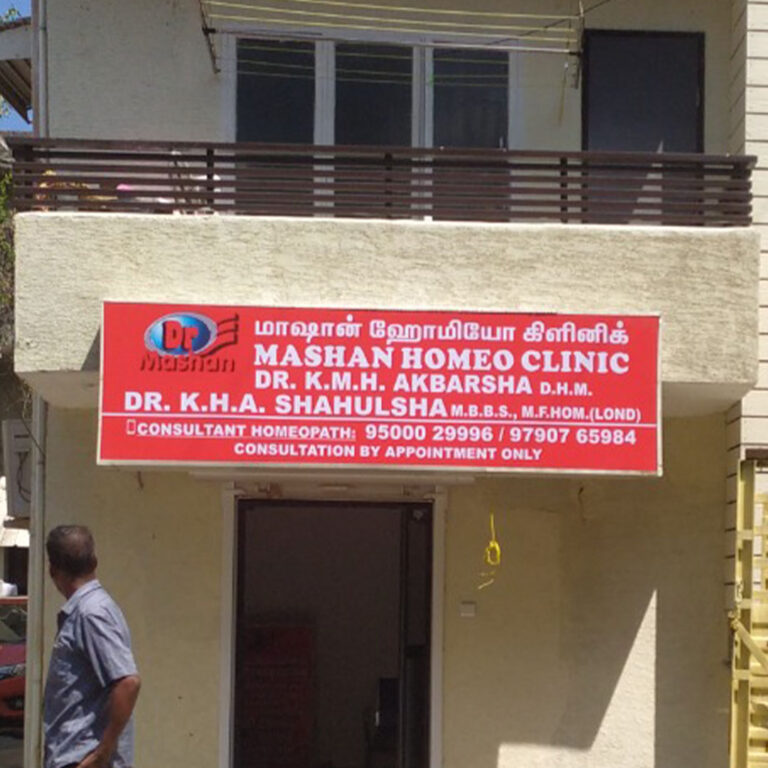 Dr
Mashan
மாஷான் ஹோமியோ கிளினிக்
MASHAN HOMEO CLINIC
DR. K.M.H. AKBARSHA D.H.M.
DR. K.H.A. SHAHULSHA M.B.B.S., M.F.HOM.(LOND)
CONSULTANT HOMEOPATH: 95000 29996 / 97907 65984
CONSULTATION BY APPOINTMENT ONLY